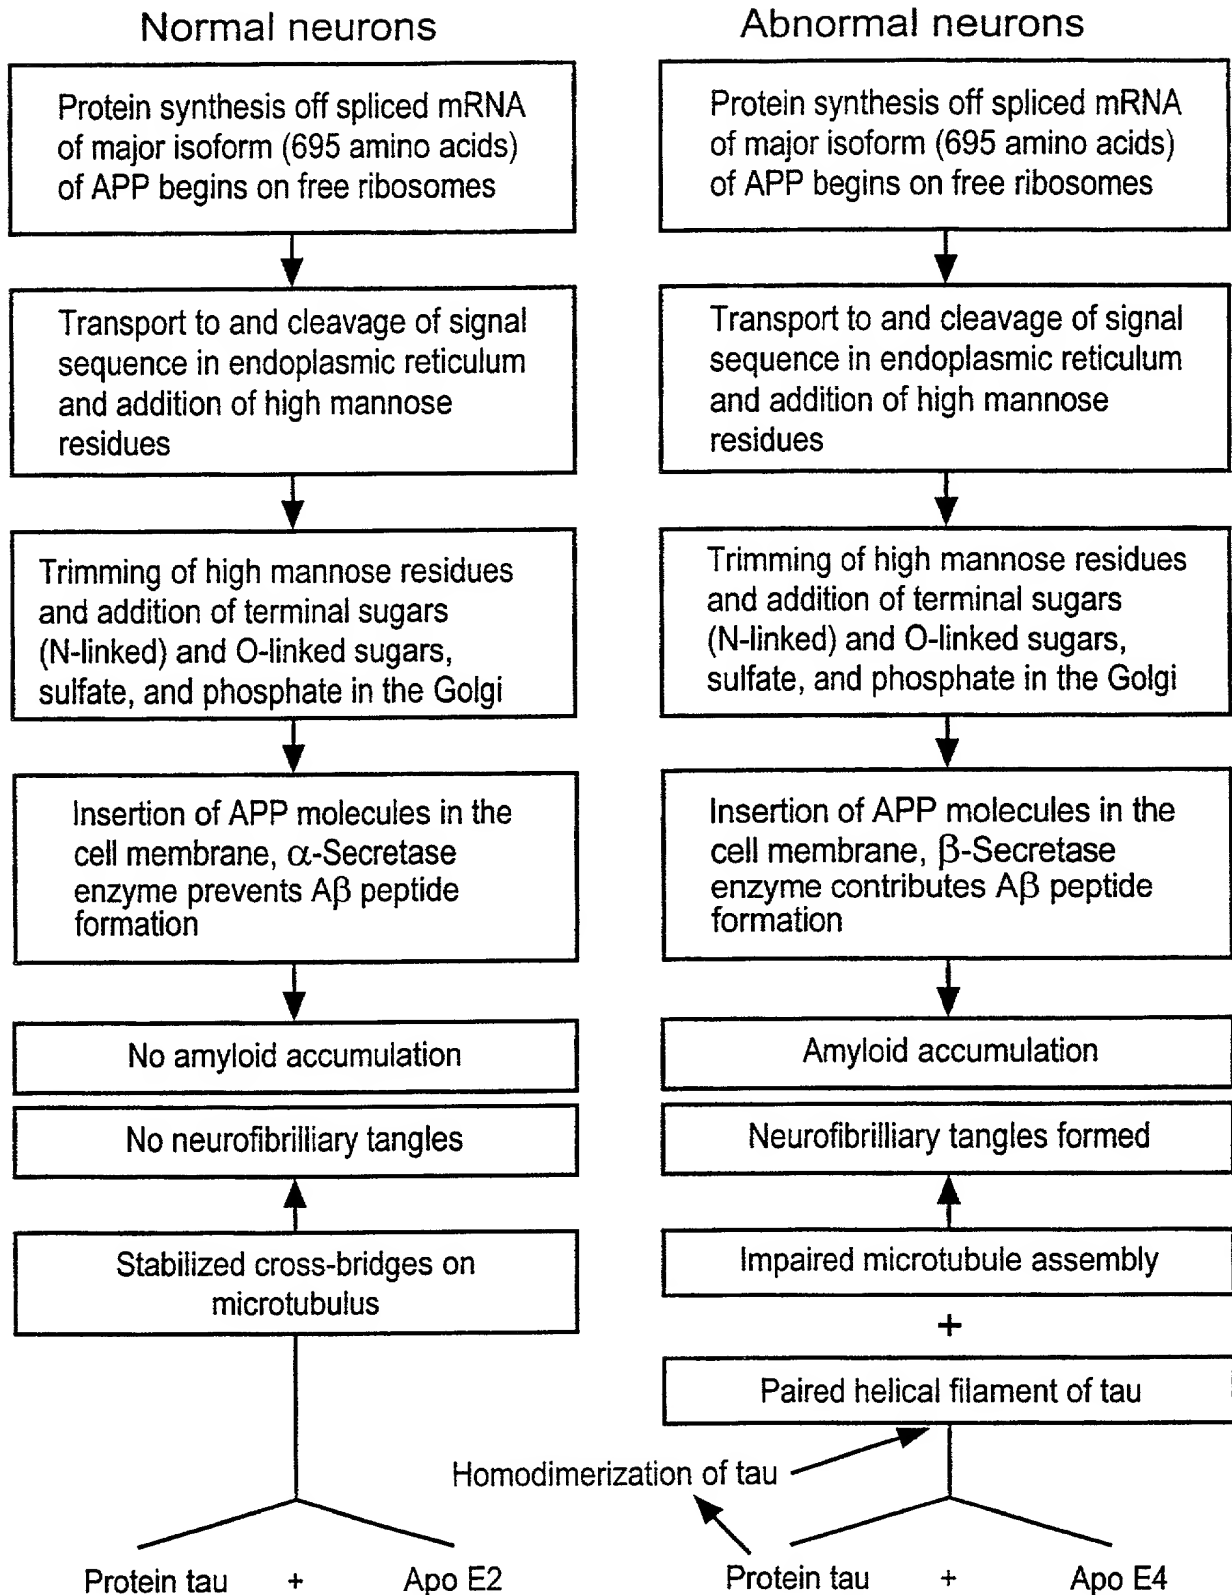 Normal neurons
Protein synthesis off spliced mRNA
of major isoform (695 amino acids)
of APP begins on free ribosomes
Transport to and cleavage of signal
sequence in endoplasmic reticulum
and addition of high mannose
residues
Trimming of high mannose residues
and addition of terminal sugars
(N-linked) and O-linked sugars,
sulfate, and phosphate in the Golgi
Insertion of APP molecules in the
cell membrane, α-Secretase
enzyme prevents Aβ peptide
formation
No amyloid accumulation
No neurofibrilliary tangles
Stabilized cross-bridges on
microtubulus
Protein tau + Apo E2
Abnormal neurons
Protein synthesis off spliced mRNA
of major isoform (695 amino acids)
of APP begins on free ribosomes
Transport to and cleavage of signal
sequence in endoplasmic reticulum
and addition of high mannose
residues
Trimming of high mannose residues
and addition of terminal sugars
(N-linked) and O-linked sugars,
sulfate, and phosphate in the Golgi
Insertion of APP molecules in the
cell membrane, β-Secretase
enzyme contributes Aβ peptide
formation
Amyloid accumulation
Neurofibrilliary tangles formed
Impaired microtubule assembly
+
Paired helical filament of tau
Homodimerization of tau
Protein tau + Apo E4